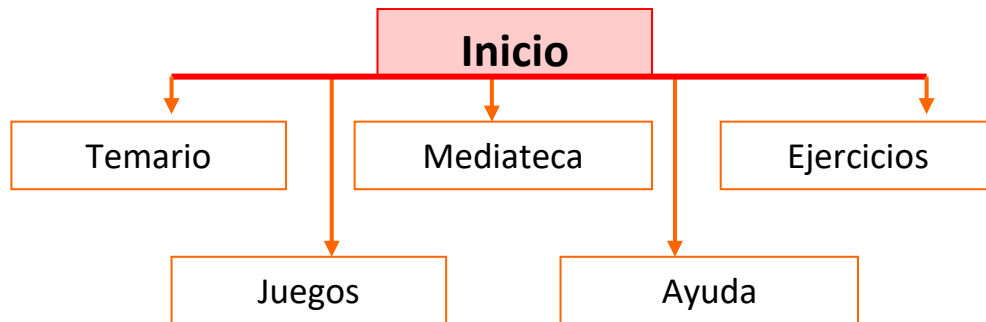 Inicio
Temario
Mediateca
Ejercicios
Juegos
Ayuda